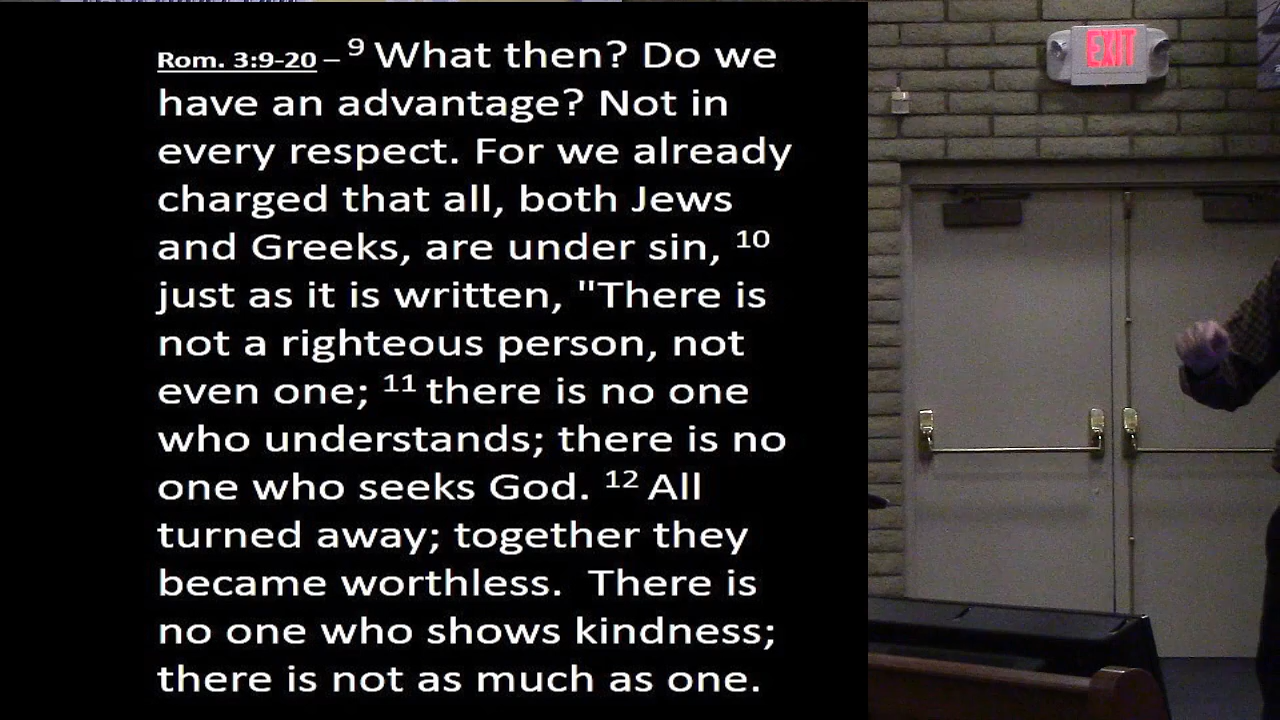 Rom. 3:9-20 – 9 What then? Do we
have an advantage? Not in
every respect. For we already
charged that all, both Jews
and Greeks, are under sin, 10
just as it is written, "There is
not a righteous person, not
even one; 11 there is no one
who understands; there is no
one who seeks God. 12 All
turned away; together they
became worthless. There is
no one who shows kindness;
there is not as much as one.
EXIT